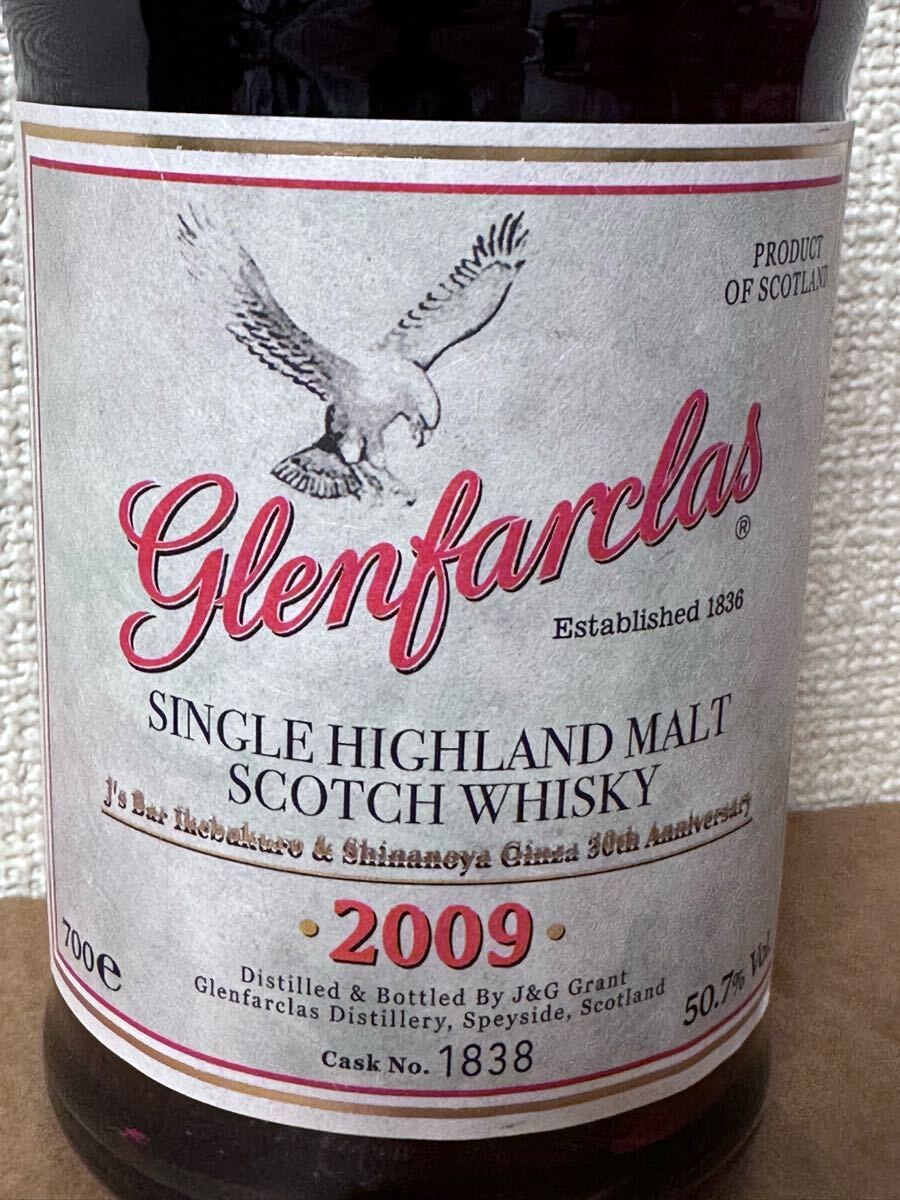 PRODUCT
OF SCOTLAND
Glenfarclas
®
Established 1836
SINGLE HIGHLAND MALT
SCOTCH WHISKY
J's Bar Ikebukuro & Shinanoya Ginza 30th Anniversary
• 2009 •
700e
Distilled & Bottled By J&G Grant
Glenfarclas Distillery, Speyside, Scotland
50.7% Vol.
Cask No. 1838